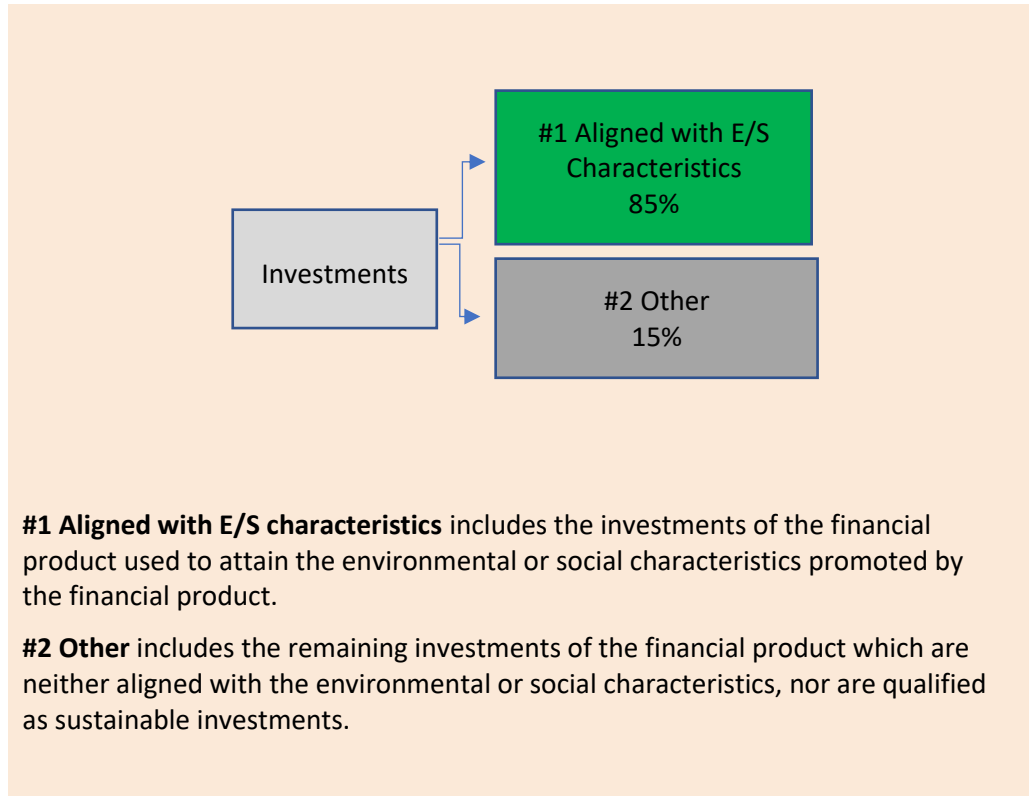 #1 Aligned with E/S
Characteristics
85%
Investments
#2 Other
15%
#1 Aligned with E/S characteristics includes the investments of the financial
product used to attain the environmental or social characteristics promoted by
the financial product.
#2 Other includes the remaining investments of the financial product which are
neither aligned with the environmental or social characteristics, nor are qualified
as sustainable investments.